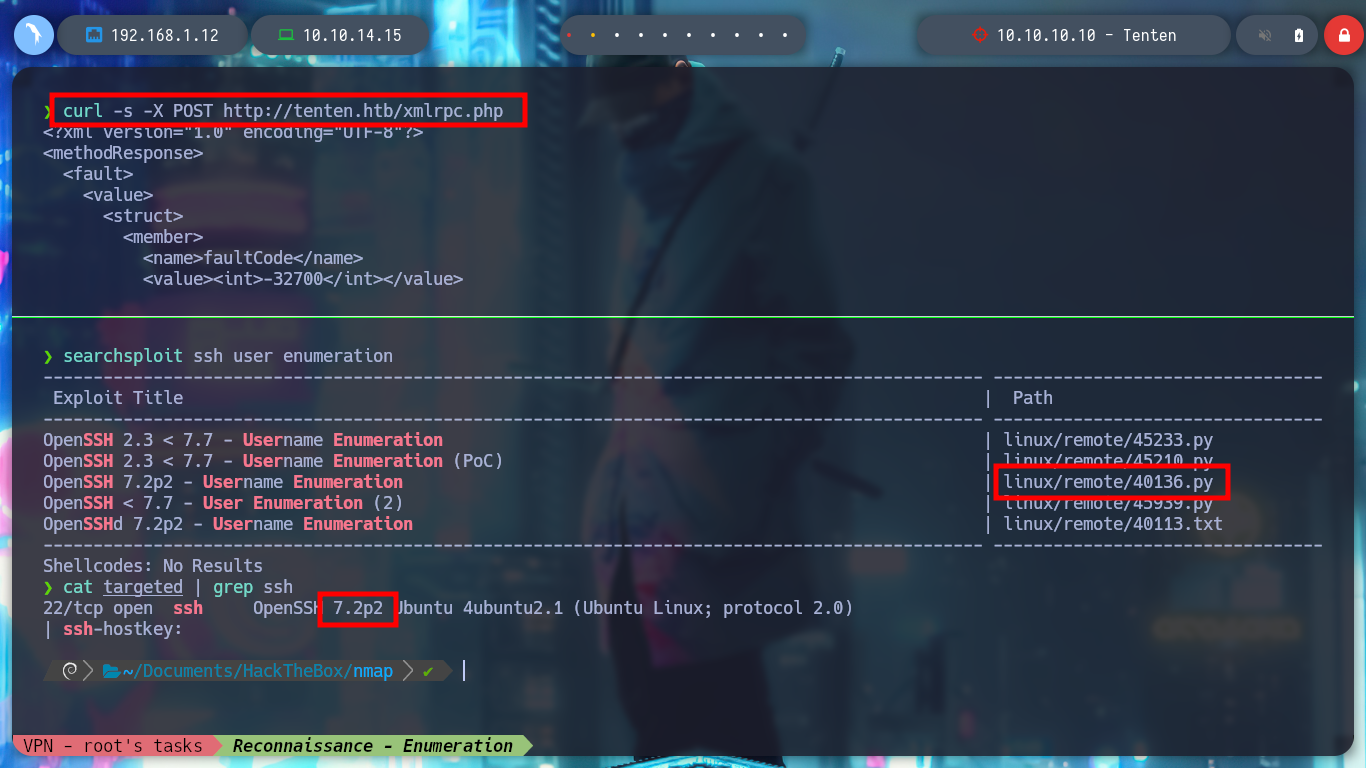 192.168.1.12 10.10.14.15 10.10.10.10 - Tenten
❯ curl -s -X POST http://tenten.htb/xmlrpc.php
<?xml version="1.0" encoding="UTF-8"?>
<methodResponse>
  <fault>
    <value>
      <struct>
        <member>
          <name>faultCode</name>
          <value><int>-32700</int></value>
❯ searchsploit ssh user enumeration
---------------------------------------------------------------------------------------------- ---------------------------------
 Exploit Title | Path
---------------------------------------------------------------------------------------------- ---------------------------------
OpenSSH 2.3 < 7.7 - Username Enumeration | linux/remote/45233.py
OpenSSH 2.3 < 7.7 - Username Enumeration (PoC) | linux/remote/45210.py
OpenSSH 7.2p2 - Username Enumeration | linux/remote/40136.py
OpenSSH < 7.7 - User Enumeration (2) | linux/remote/45939.py
OpenSSHd 7.2p2 - Username Enumeration | linux/remote/40113.txt
---------------------------------------------------------------------------------------------- ---------------------------------
Shellcodes: No Results
❯ cat targeted | grep ssh
22/tcp open  ssh     OpenSSH 7.2p2 Ubuntu 4ubuntu2.1 (Ubuntu Linux; protocol 2.0)
| ssh-hostkey:
~/Documents/HackTheBox/nmap ✔
VPN - root's tasks Reconnaissance - Enumeration